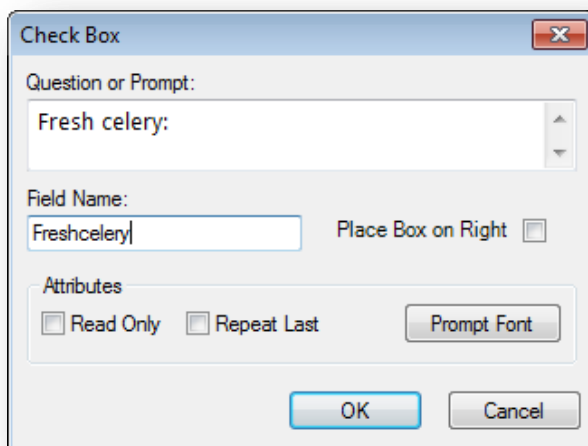 Check Box
Question or Prompt:
Fresh celery:
Field Name:
Freshcelery
Place Box on Right
Attributes
Read Only
Repeat Last
Prompt Font
OK
Cancel